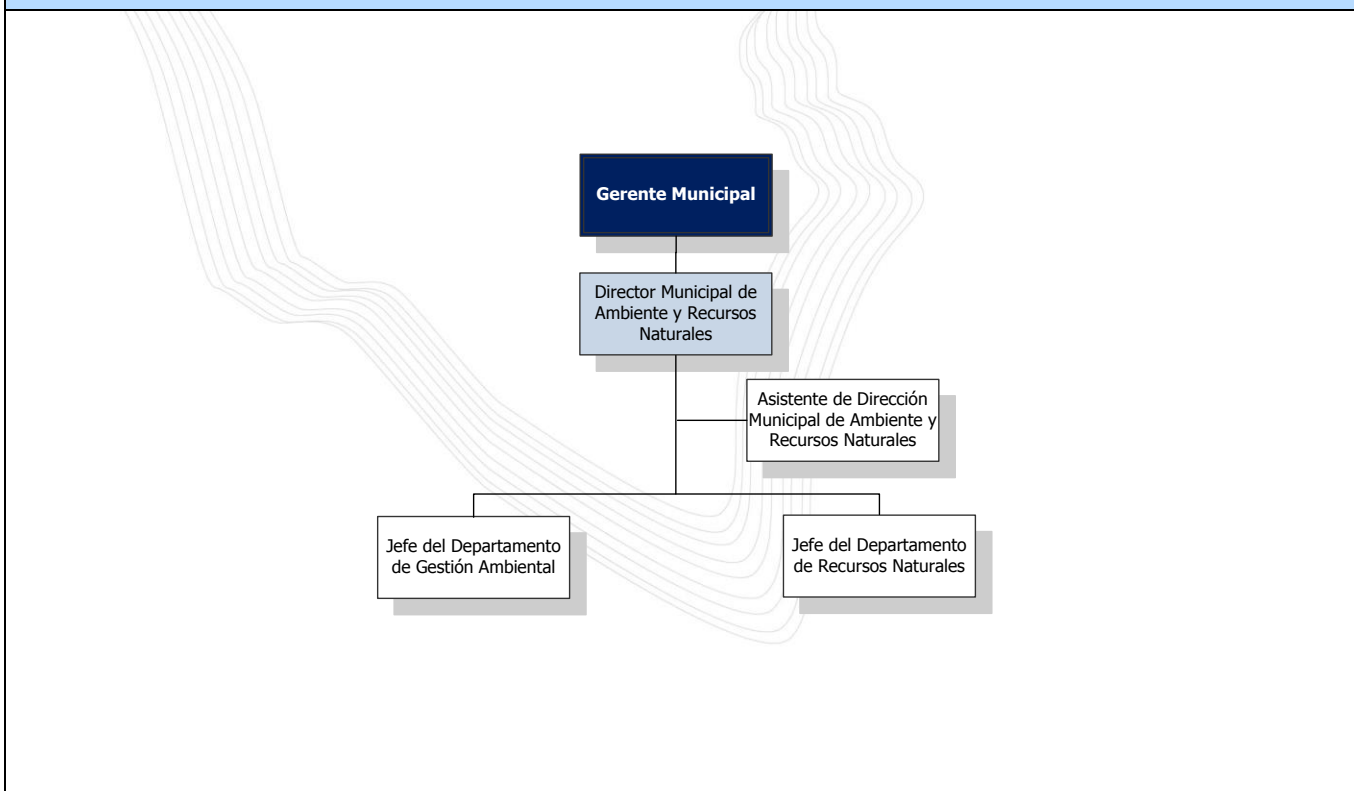 Gerente Municipal
Director Municipal de
Ambiente y Recursos
Naturales
Asistente de Dirección
Municipal de Ambiente y
Recursos Naturales
Jefe del Departamento
de Gestión Ambiental
Jefe del Departamento
de Recursos Naturales